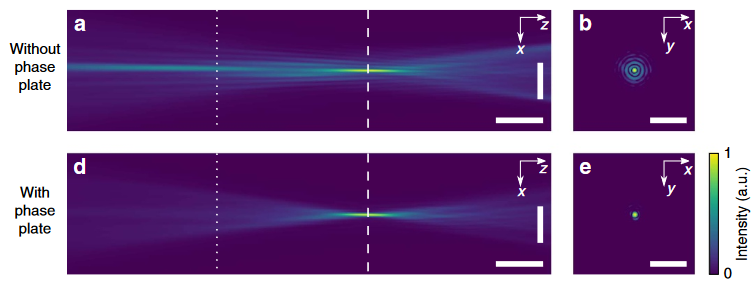 Without
phase
plate
a
z
x
b
x
y
With
phase
plate
d
z
x
e
x
y
1
0
Intensity (a.u.)